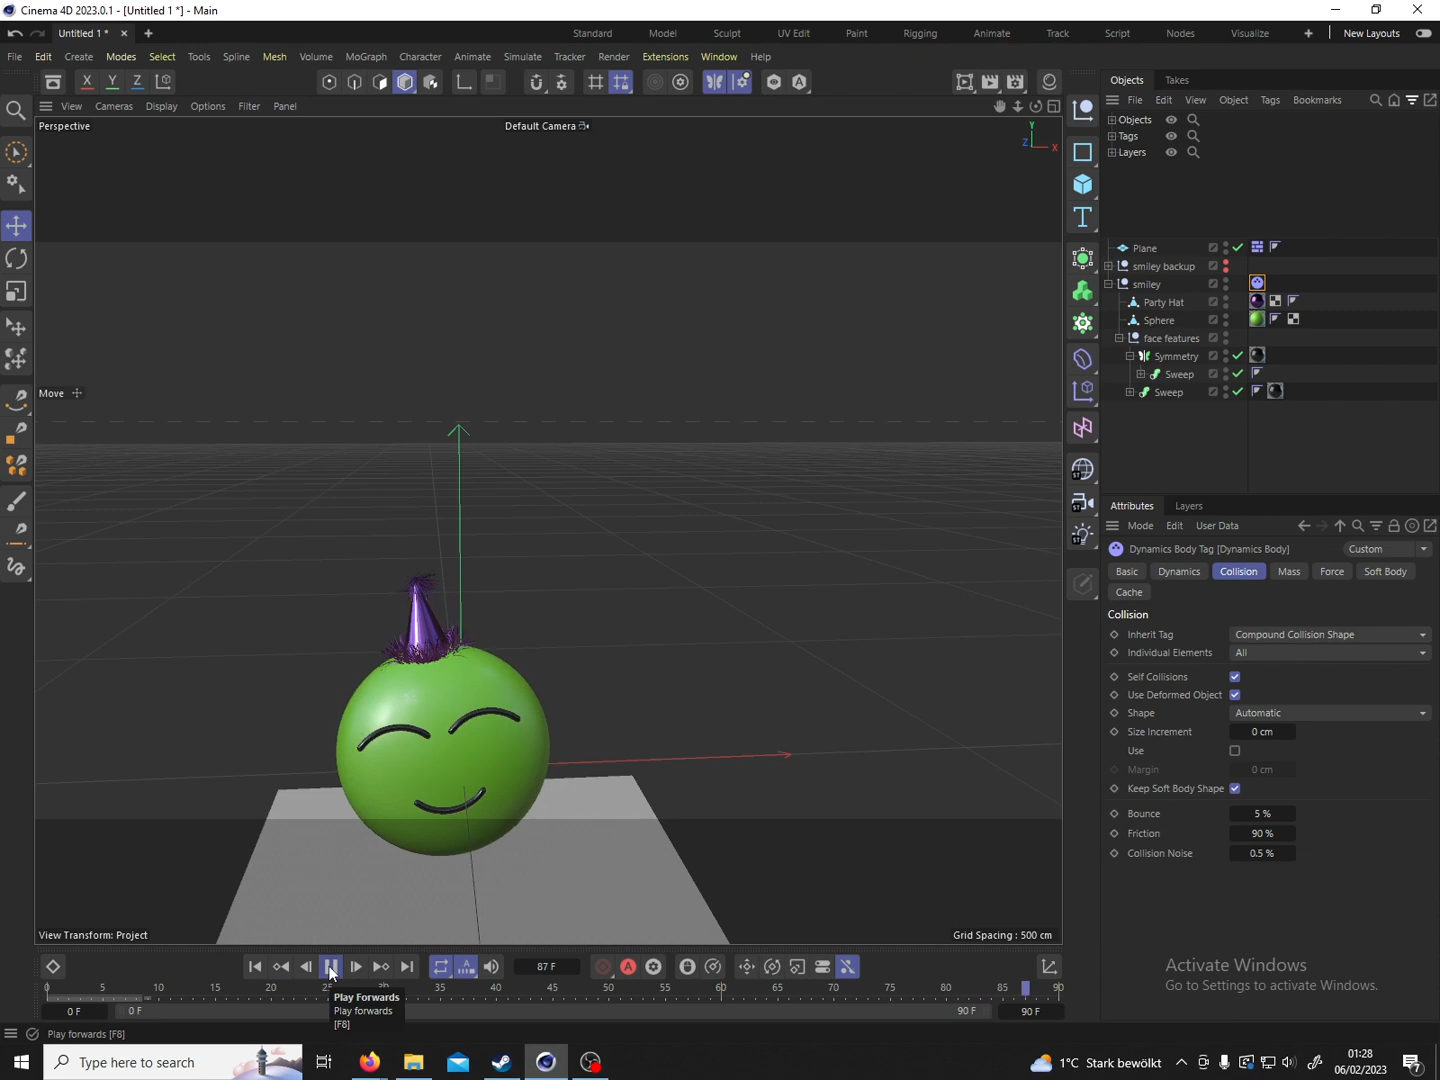 Cinema 4D 2023.0.1 - [Untitled 1 *] - Main
Untitled 1 * Standard Model Sculpt UV Edit Paint Rigging Animate Track Script Nodes Visualize New Layouts
File Edit Create Modes Select Tools Spline Mesh Volume MoGraph Character Animate Simulate Tracker Render Extensions Window Help
X Y Z
Objects Takes
View Cameras Display Options Filter Panel
File Edit View Object Tags Bookmarks
Perspective
Default Camera
Y
Z X
Objects
Tags
Layers
Plane
smiley backup
smiley
Party Hat
Sphere
face features
Symmetry
Sweep
Sweep
Move
Attributes Layers
Mode Edit User Data
Dynamics Body Tag [Dynamics Body] Custom
Basic Dynamics Collision Mass Force Soft Body
Cache
Collision
Inherit Tag Compound Collision Shape
Individual Elements All
Self Collisions
Use Deformed Object
Shape Automatic
Size Increment 0 cm
Use
Margin 0 cm
Keep Soft Body Shape
Bounce 5 %
Friction 90 %
Collision Noise 0.5 %
View Transform: Project
Grid Spacing : 500 cm
87 F
0 5 10 15 20 25 35 40 45 50 55 60 65 70 75 80 85 90
0 F 0 F 90 F 90 F
Play Forwards
Play forwards
[F8]
Activate Windows
Go to Settings to activate Windows.
Play forwards [F8]
Type here to search
1°C Stark bewölkt
01:28
06/02/2023
7